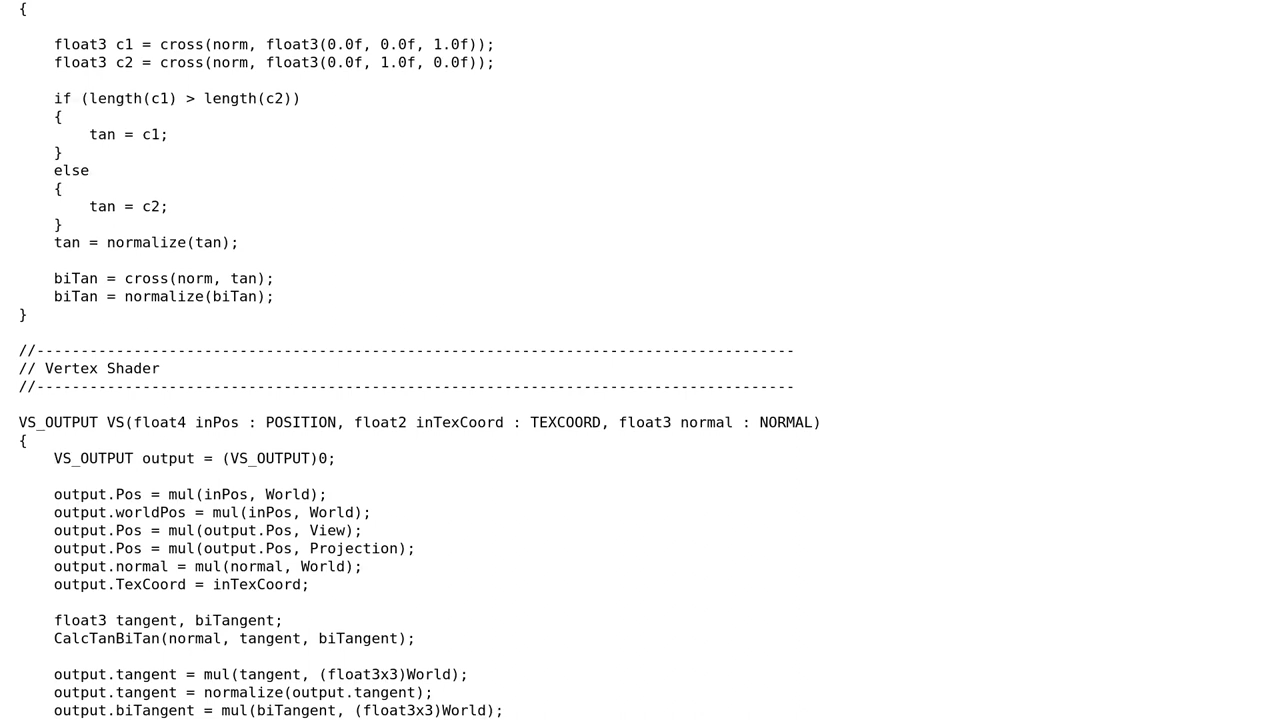 {
float3 c1 = cross(norm, float3(0.0f, 0.0f, 1.0f));
float3 c2 = cross(norm, float3(0.0f, 1.0f, 0.0f));
if (length(c1) > length(c2))
{
tan = c1;
}
else
{
tan = c2;
}
tan = normalize(tan);
biTan = cross(norm, tan);
biTan = normalize(biTan);
}
//--------------------------------------------------------------------------------------
// Vertex Shader
//--------------------------------------------------------------------------------------
VS_OUTPUT VS(float4 inPos : POSITION, float2 inTexCoord : TEXCOORD, float3 normal : NORMAL)
{
VS_OUTPUT output = (VS_OUTPUT)0;
output.Pos = mul(inPos, World);
output.worldPos = mul(inPos, World);
output.Pos = mul(output.Pos, View);
output.Pos = mul(output.Pos, Projection);
output.normal = mul(normal, World);
output.TexCoord = inTexCoord;
float3 tangent, biTangent;
CalcTanBiTan(normal, tangent, biTangent);
output.tangent = mul(tangent, (float3x3)World);
output.tangent = normalize(output.tangent);
output.biTangent = mul(biTangent, (float3x3)World);